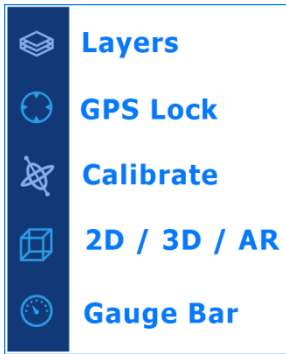 Layers
GPS Lock
Calibrate
2D / 3D / AR
Gauge Bar